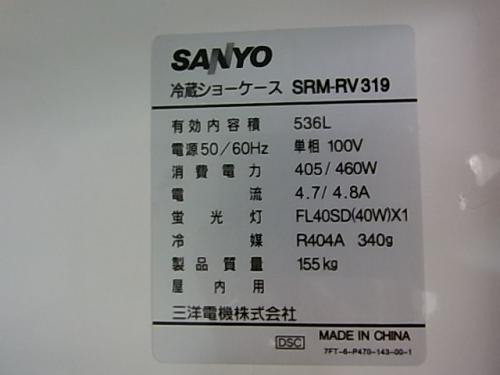 SANYO
冷蔵ショーケース SRM-RV319
有効内容積 536L
電源50/60Hz 単相 100V
消費電力 405/460W
電流 4.7/4.8A
蛍光灯 FL40SD(40W)X1
冷媒 R404A 340g
製品質量 155kg
屋内用
三洋電機株式会社
DSC MADE IN CHINA
7FT-6-P470-143-00-1